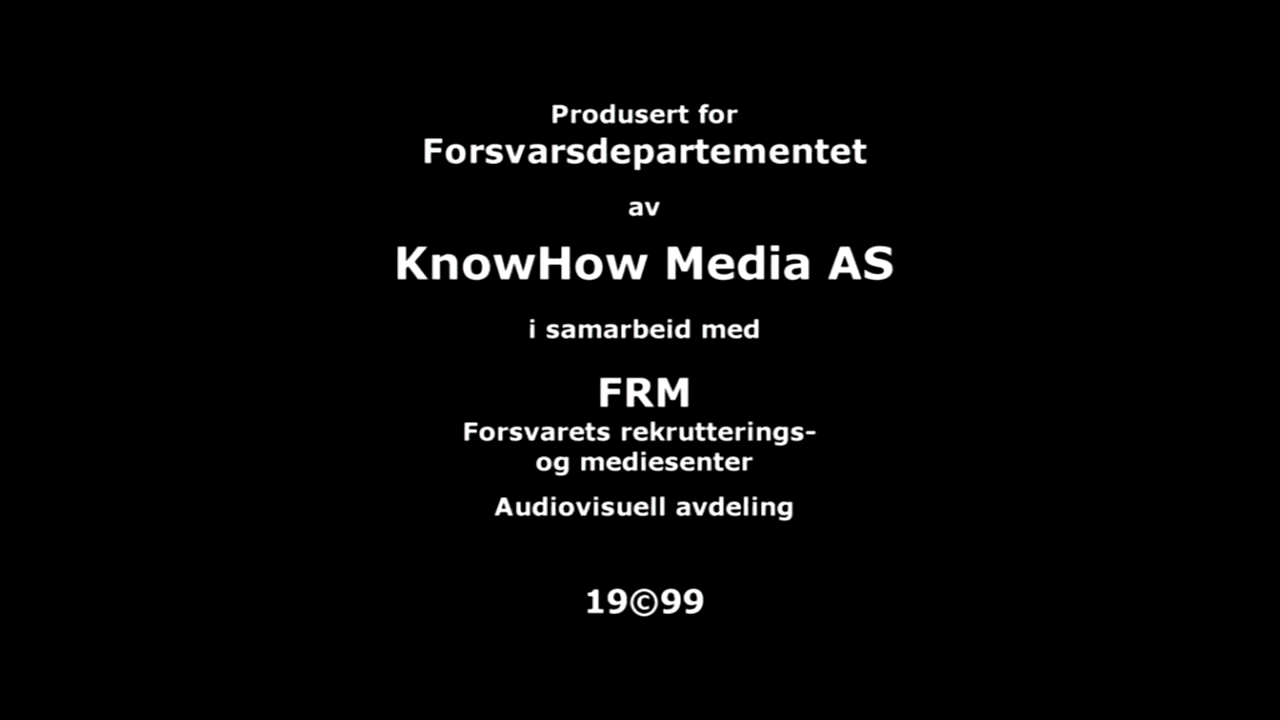 Produsert for
Forsvarsdepartementet
av
KnowHow Media AS
i samarbeid med
FRM
Forsvarets rekrutterings-
og mediesenter
Audiovisuell avdeling
19©99